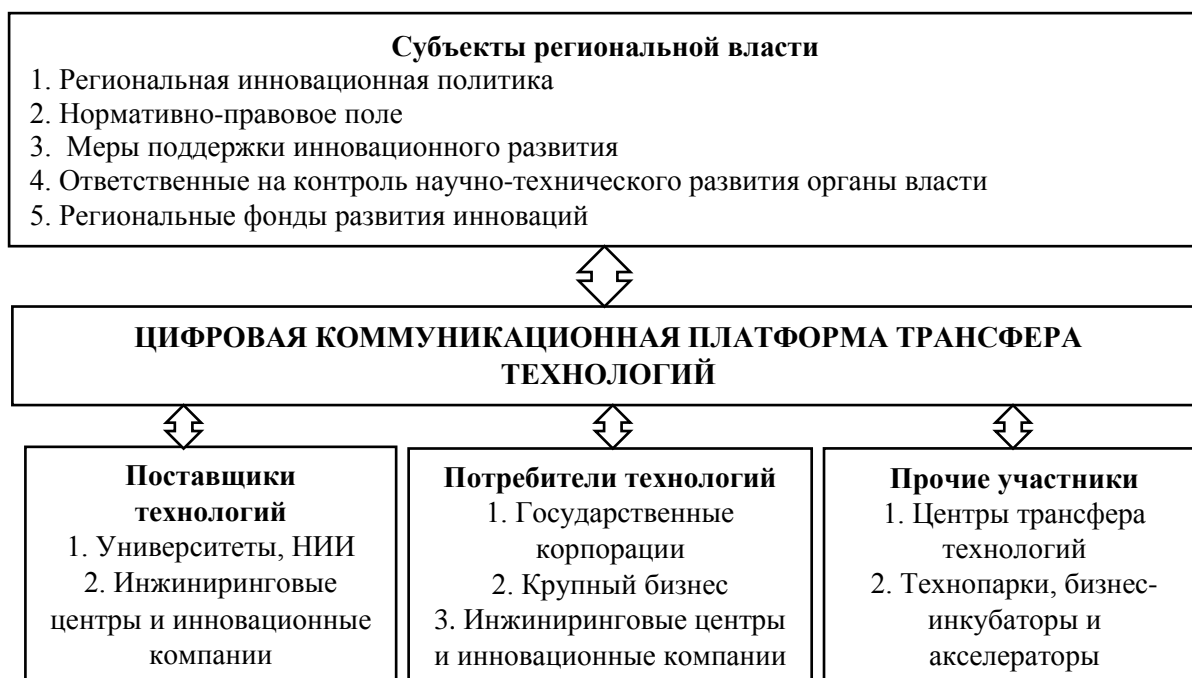 Субъекты региональной власти
1. Региональная инновационная политика
2. Нормативно-правовое поле
3. Меры поддержки инновационного развития
4. Ответственные на контроль научно-технического развития органы власти
5. Региональные фонды развития инноваций
ЦИФРОВАЯ КОММУНИКАЦИОННАЯ ПЛАТФОРМА ТРАНСФЕРА
ТЕХНОЛОГИЙ
Поставщики
технологий
1. Университеты, НИИ
2. Инжиниринговые
центры и инновационные
компании
Потребители технологий
1. Государственные
корпорации
2. Крупный бизнес
3. Инжиниринговые центры
и инновационные компании
Прочие участники
1. Центры трансфера
технологий
2. Технопарки, бизнес-
инкубаторы и
акселераторы